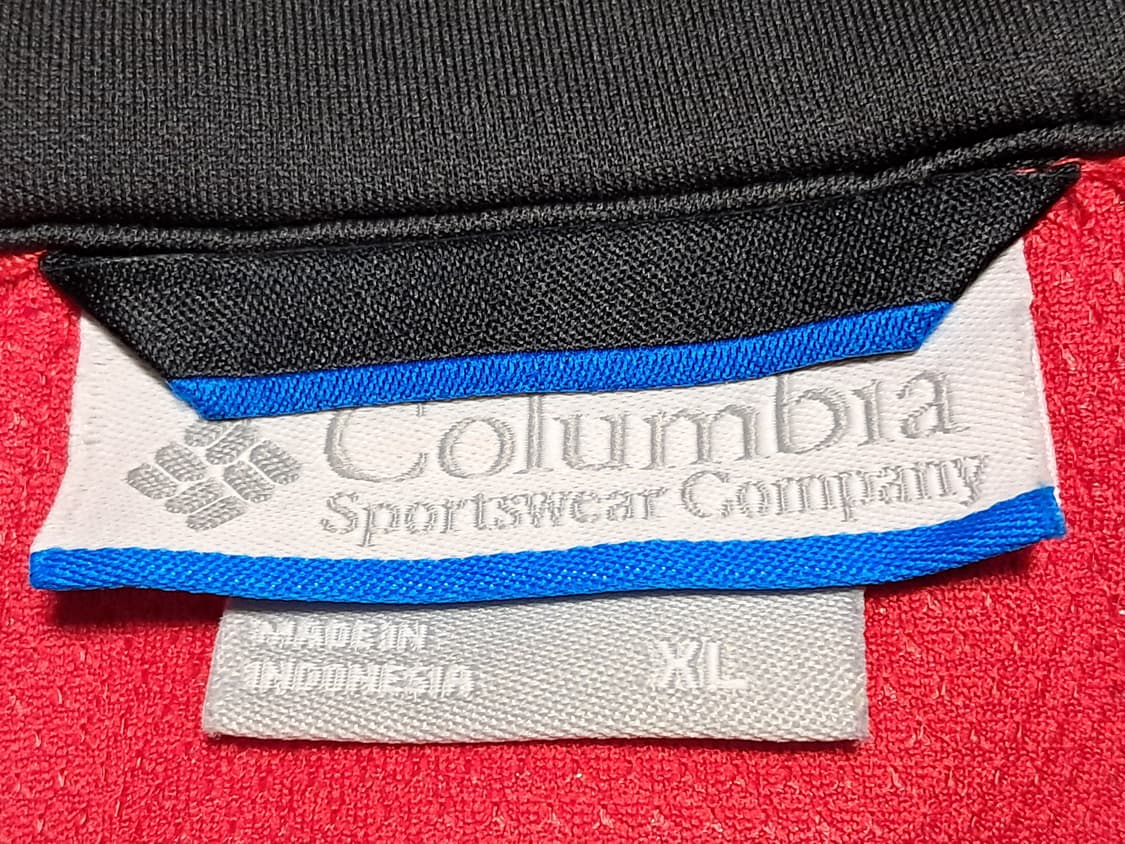 Columbia
Sportswear Company
MADE IN
INDONESIA
XL